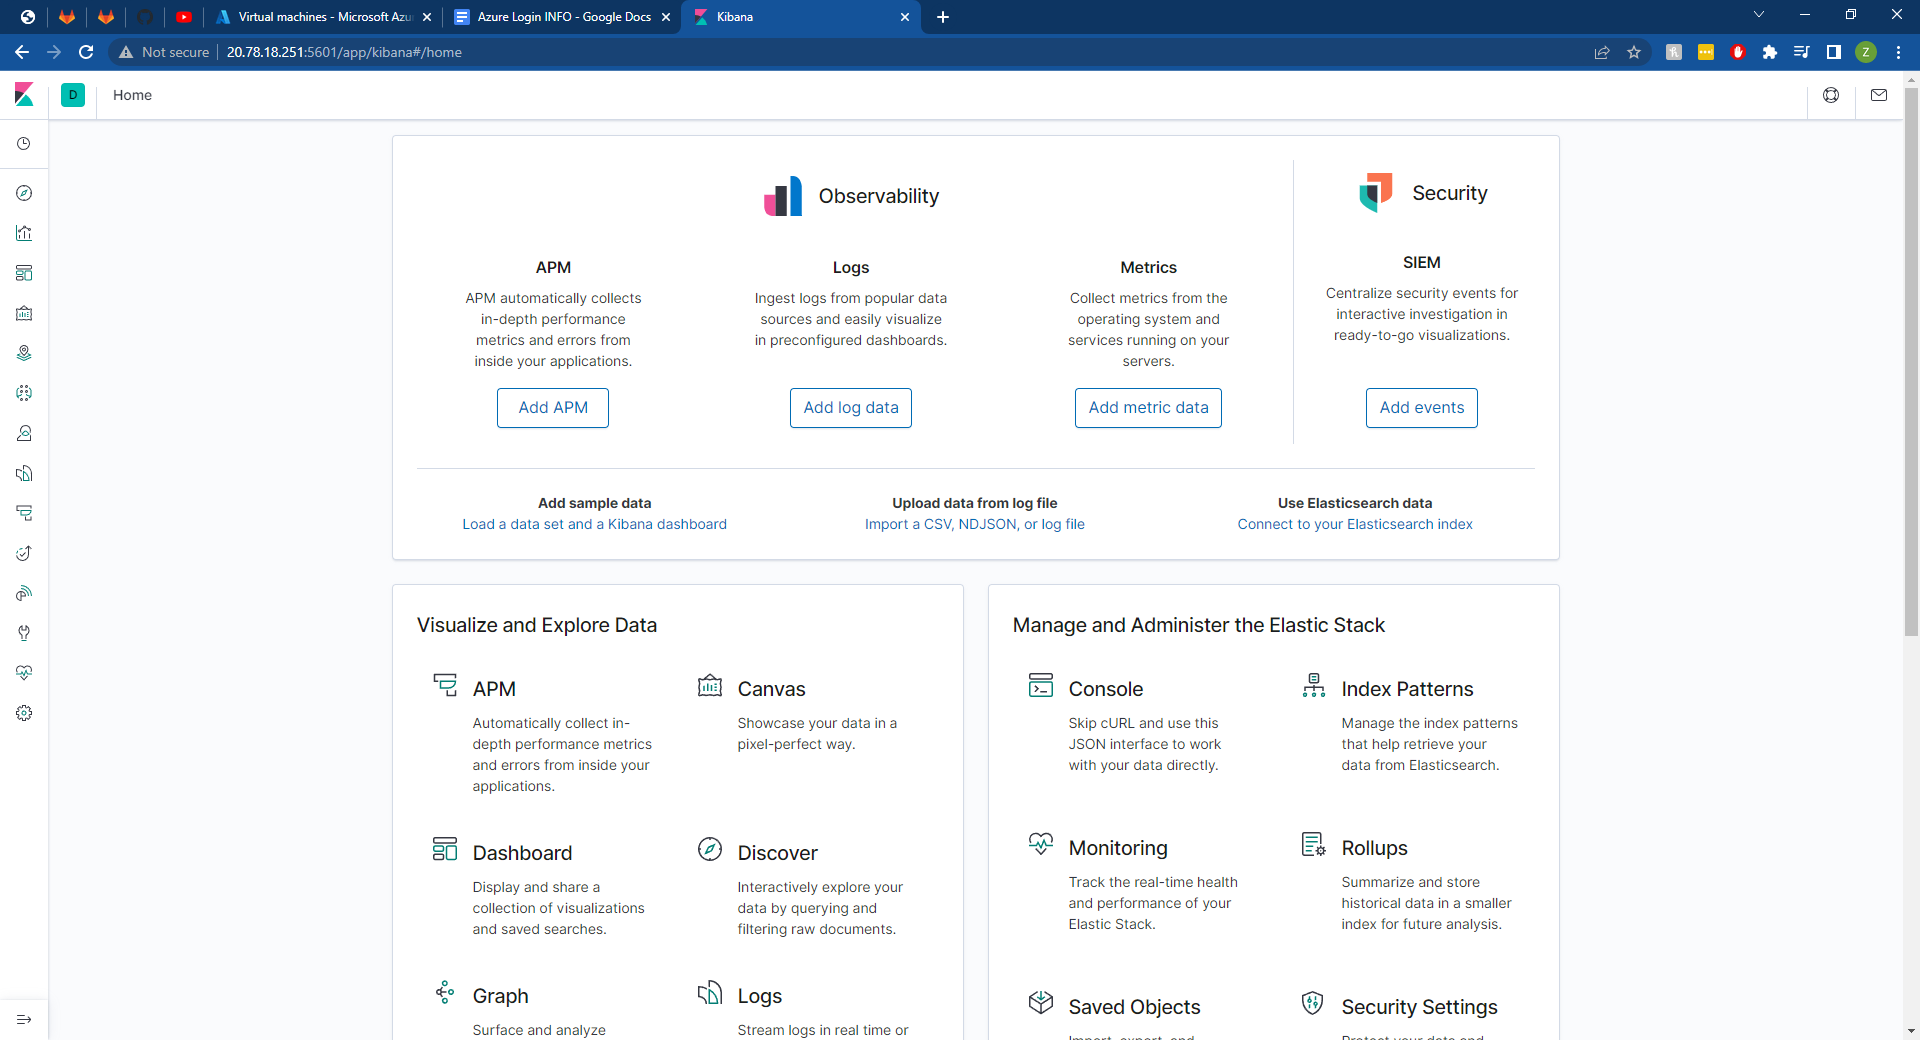 Virtual machines - Microsoft Azu
Azure Login INFO - Google Docs
Kibana
Not secure
20.78.18.251:5601/app/kibana#/home
Z
D
Home
Observability
Security
APM
APM automatically collects
in-depth performance
metrics and errors from
inside your applications.
Add APM
Logs
Ingest logs from popular data
sources and easily visualize
in preconfigured dashboards.
Add log data
Metrics
Collect metrics from the
operating system and
services running on your
servers.
Add metric data
SIEM
Centralize security events for
interactive investigation in
ready-to-go visualizations.
Add events
Add sample data
Load a data set and a Kibana dashboard
Upload data from log file
Import a CSV, NDJSON, or log file
Use Elasticsearch data
Connect to your Elasticsearch index
Visualize and Explore Data
APM
Automatically collect in-
depth performance metrics
and errors from inside your
applications.
Canvas
Showcase your data in a
pixel-perfect way.
Dashboard
Display and share a
collection of visualizations
and saved searches.
Discover
Interactively explore your
data by querying and
filtering raw documents.
Graph
Surface and analyze
Logs
Stream logs in real time or
Manage and Administer the Elastic Stack
Console
Skip cURL and use this
JSON interface to work
with your data directly.
Index Patterns
Manage the index patterns
that help retrieve your
data from Elasticsearch.
Monitoring
Track the real-time health
and performance of your
Elastic Stack.
Rollups
Summarize and store
historical data in a smaller
index for future analysis.
Saved Objects
Import, export, and
Security Settings
Protect your data and